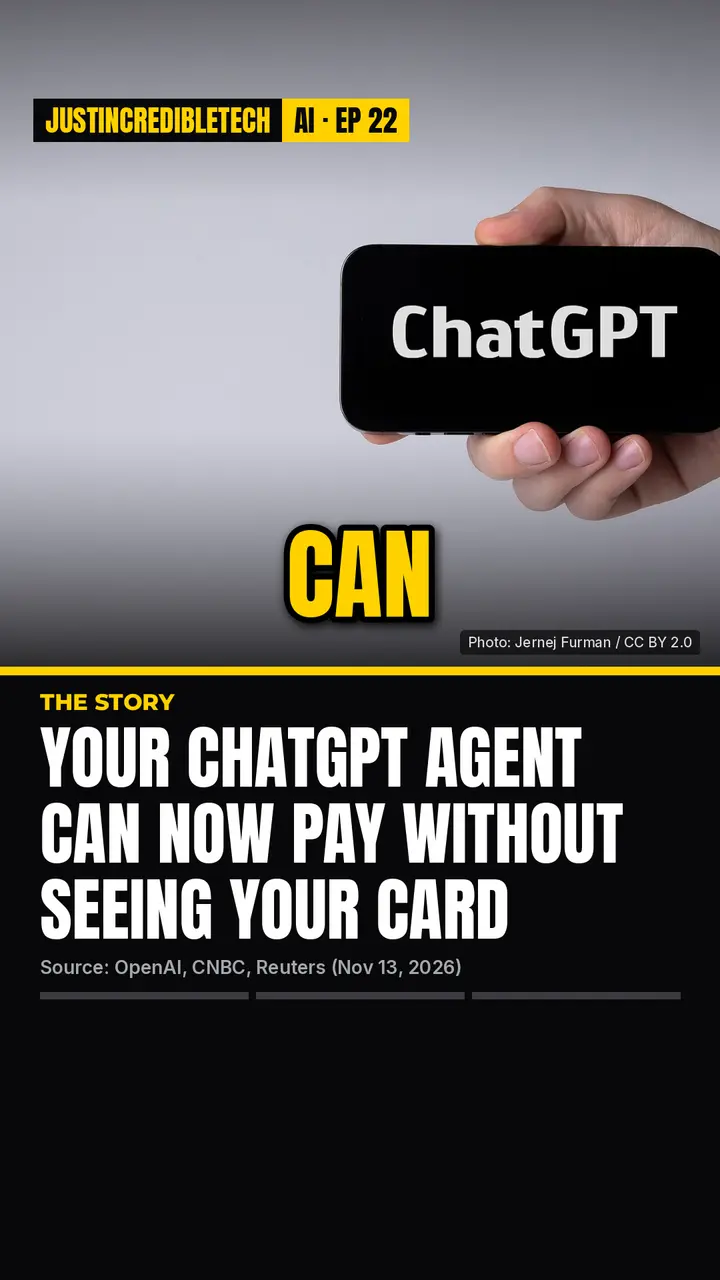 JUSTINCREDIBLETECH AI · EP 22
ChatGPT
CAN
Photo: Jernej Furman / CC BY 2.0
THE STORY
YOUR CHATGPT AGENT
CAN NOW PAY WITHOUT
SEEING YOUR CARD
Source: OpenAI, CNBC, Reuters (Nov 13, 2026)